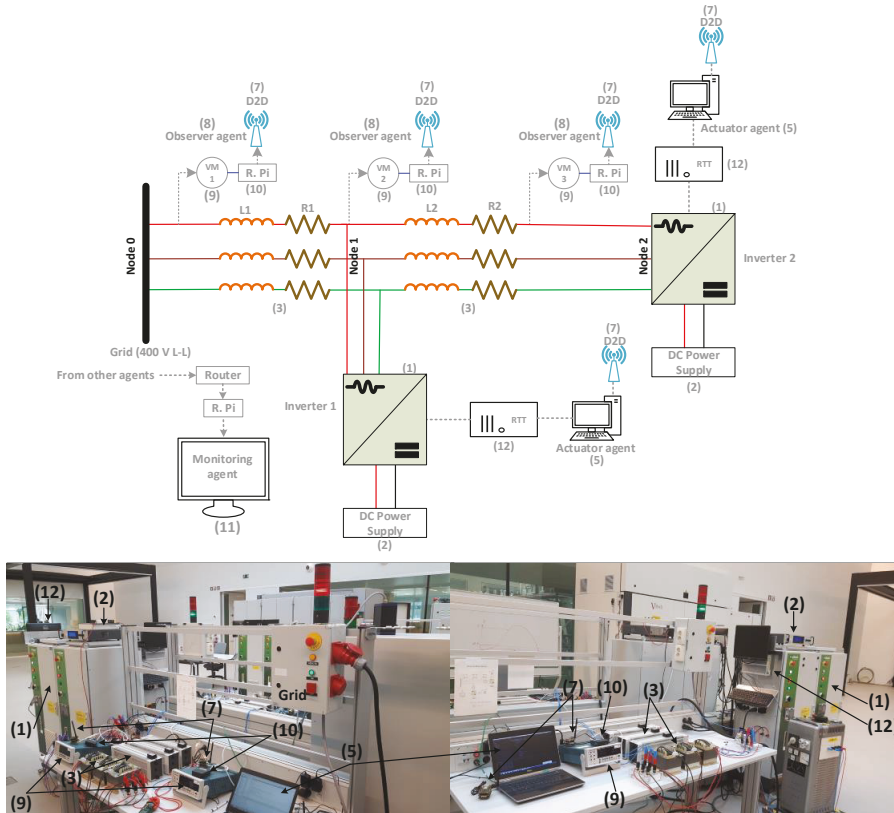 (7)
D2D
(7)
D2D
(7)
D2D
(7)
D2D
(8)
Observer agent
(8)
Observer agent
(8)
Observer agent
Actuator agent (5)
VM
1
R. Pi
(9)
(10)
VM
2
R. Pi
(9)
(10)
VM
3
R. Pi
(9)
(10)
RTT
(12)
L1
R1
L2
R2
(1)
Node 0
Node 1
Node 2
Inverter 2
(3)
(3)
Grid (400 V L-L)
(7)
D2D
DC Power
Supply
(2)
From other agents
Router
R. Pi
(1)
Inverter 1
RTT
(12)
Actuator agent
(5)
Monitoring
agent
(11)
DC Power
Supply
(2)
(12)
(2)
Grid
(1)
(7)
(10)
(5)
(3)
(9)
(2)
(7)
(10)
(3)
(1)
(12)
(9)